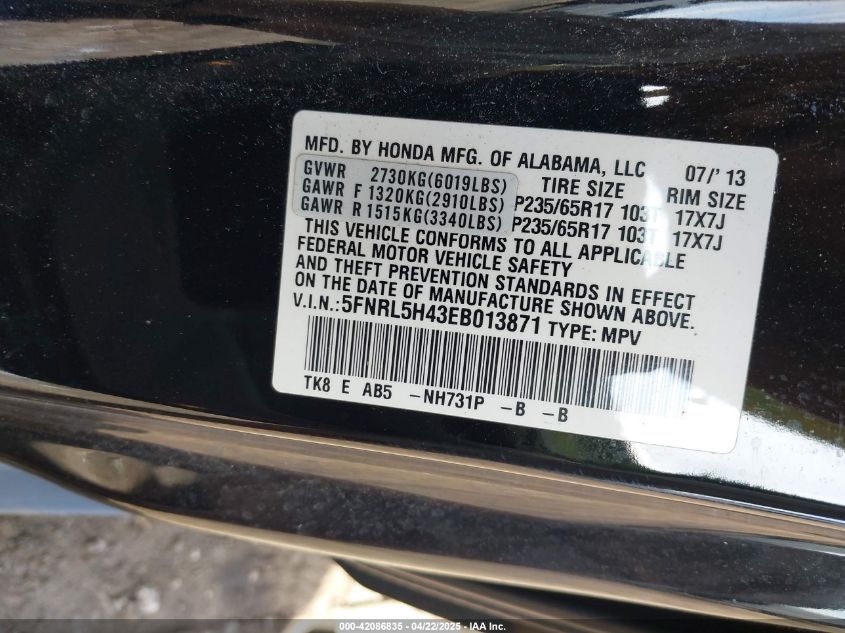 MFD. BY HONDA MFG. OF ALABAMA, LLC 07/'13
GVWR 2730KG(6019LBS) TIRE SIZE RIM SIZE
GAWR F 1320KG(2910LBS) P235/65R17 103T 17X7J
GAWR R 1515KG(3340LBS) P235/65R17 103T 17X7J
THIS VEHICLE CONFORMS TO ALL APPLICABLE
FEDERAL MOTOR VEHICLE SAFETY
AND THEFT PREVENTION STANDARDS IN EFFECT
ON THE DATE OF MANUFACTURE SHOWN ABOVE.
V.I.N.:5FNRL5H43EB013871 TYPE: MPV
TK8 E AB5 -NH731P -B -B
000-42086835 - 04/22/2025 - IAA Inc.